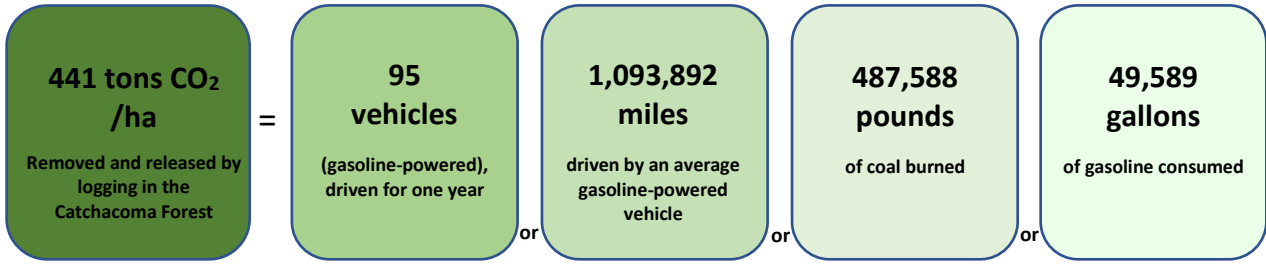 441 tons CO₂
/ha
Removed and released by
logging in the
Catchacoma Forest
=
95
vehicles
(gasoline-powered),
driven for one year
or
1,093,892
miles
driven by an average
gasoline-powered
vehicle
or
487,588
pounds
of coal burned
or
49,589
gallons
of gasoline consumed